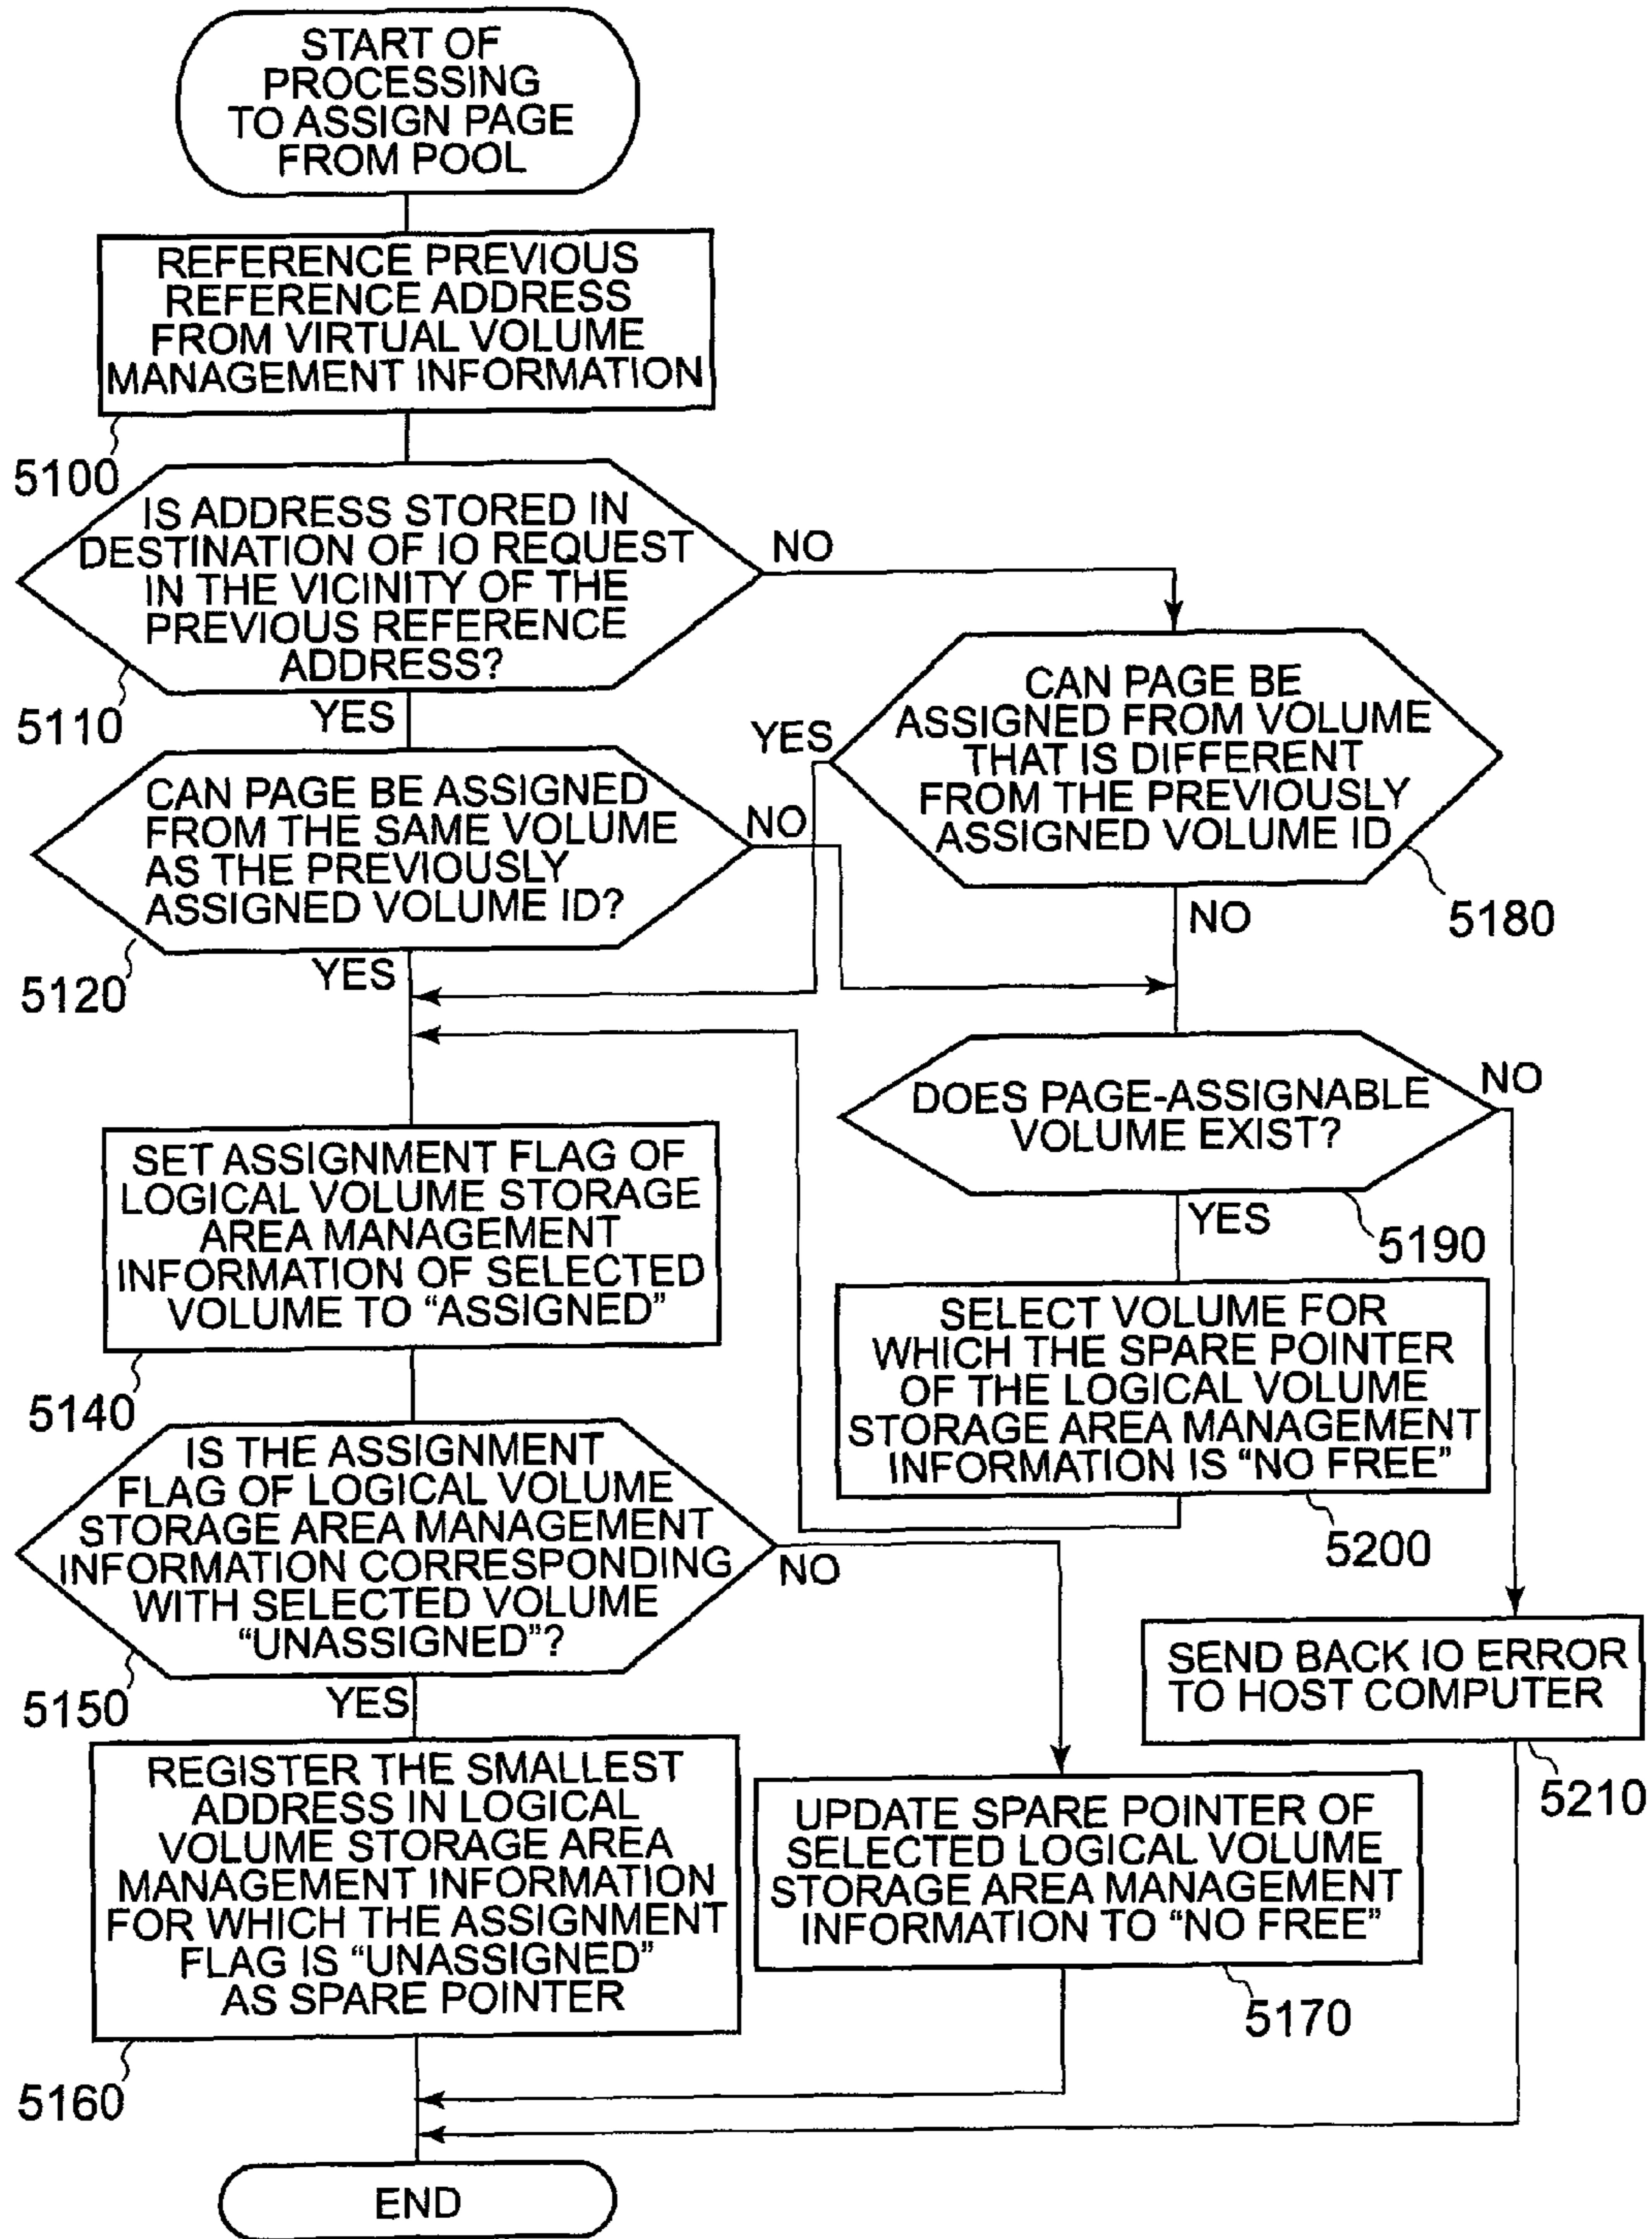 START OF
PROCESSING
TO ASSIGN PAGE
FROM POOL
REFERENCE PREVIOUS
REFERENCE ADDRESS
FROM VIRTUAL VOLUME
MANAGEMENT INFORMATION
5100
IS ADDRESS STORED IN
DESTINATION OF IO REQUEST
IN THE VICINITY OF THE
PREVIOUS REFERENCE
ADDRESS?
NO
5110
YES
CAN PAGE BE
ASSIGNED FROM VOLUME
THAT IS DIFFERENT
FROM THE PREVIOUSLY
ASSIGNED VOLUME ID
YES
5180
NO
CAN PAGE BE ASSIGNED
FROM THE SAME VOLUME
AS THE PREVIOUSLY
ASSIGNED VOLUME ID?
NO
5120
YES
DOES PAGE-ASSIGNABLE
VOLUME EXIST?
NO
YES
5190
SET ASSIGNMENT FLAG OF
LOGICAL VOLUME STORAGE
AREA MANAGEMENT
INFORMATION OF SELECTED
VOLUME TO “ASSIGNED”
5140
SELECT VOLUME FOR
WHICH THE SPARE POINTER
OF THE LOGICAL VOLUME
STORAGE AREA MANAGEMENT
INFORMATION IS “NO FREE”
5200
IS THE ASSIGNMENT
FLAG OF LOGICAL VOLUME
STORAGE AREA MANAGEMENT
INFORMATION CORRESPONDING
WITH SELECTED VOLUME
“UNASSIGNED”?
NO
5150
YES
SEND BACK IO ERROR
TO HOST COMPUTER
5210
REGISTER THE SMALLEST
ADDRESS IN LOGICAL
VOLUME STORAGE AREA
MANAGEMENT INFORMATION
FOR WHICH THE ASSIGNMENT
FLAG IS “UNASSIGNED”
AS SPARE POINTER
5160
UPDATE SPARE POINTER OF
SELECTED LOGICAL VOLUME
STORAGE AREA MANAGEMENT
INFORMATION TO “NO FREE”
5170
END